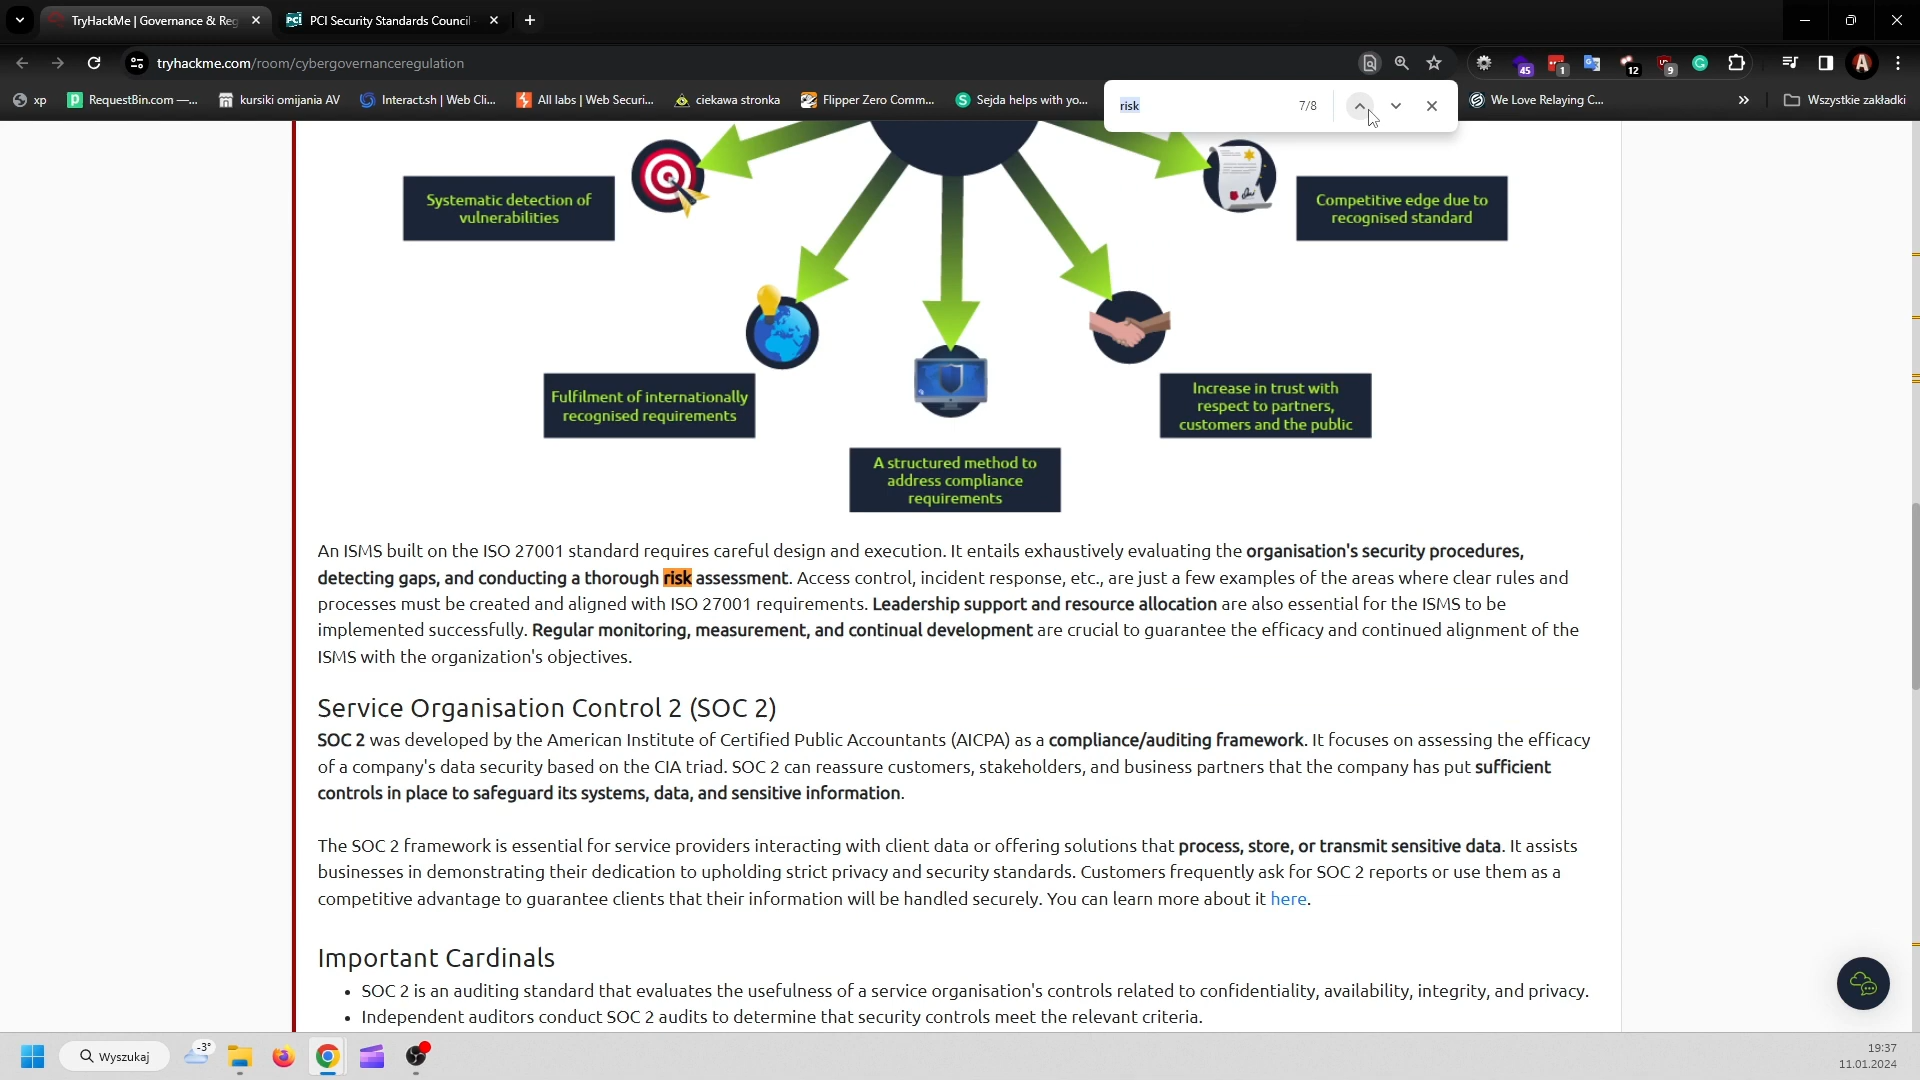 TryHackMe | Governance & Reg
PCI Security Standards Council
tryhackme.com/room/cybergovernanceregulation
45
1
12
9
A
xp
RequestBin.com —...
kursiki omijania AV
Interact.sh | Web Cli...
All labs | Web Securi...
ciekawa stronka
Flipper Zero Comm...
Sejda helps with yo...
risk
7/8
We Love Relaying C...
»
Wszystkie zakładki
Systematic detection of
vulnerabilities
Competitive edge due to
recognised standard
Fulfilment of internationally
recognised requirements
Increase in trust with
respect to partners,
customers and the public
A structured method to
address compliance
requirements
An ISMS built on the ISO 27001 standard requires careful design and execution. It entails exhaustively evaluating the organisation's security procedures,
detecting gaps, and conducting a thorough risk assessment. Access control, incident response, etc., are just a few examples of the areas where clear rules and
processes must be created and aligned with ISO 27001 requirements. Leadership support and resource allocation are also essential for the ISMS to be
implemented successfully. Regular monitoring, measurement, and continual development are crucial to guarantee the efficacy and continued alignment of the
ISMS with the organization's objectives.
Service Organisation Control 2 (SOC 2)
SOC 2 was developed by the American Institute of Certified Public Accountants (AICPA) as a compliance/auditing framework. It focuses on assessing the efficacy
of a company's data security based on the CIA triad. SOC 2 can reassure customers, stakeholders, and business partners that the company has put sufficient
controls in place to safeguard its systems, data, and sensitive information.
The SOC 2 framework is essential for service providers interacting with client data or offering solutions that process, store, or transmit sensitive data. It assists
businesses in demonstrating their dedication to upholding strict privacy and security standards. Customers frequently ask for SOC 2 reports or use them as a
competitive advantage to guarantee clients that their information will be handled securely. You can learn more about it here.
Important Cardinals
• SOC 2 is an auditing standard that evaluates the usefulness of a service organisation's controls related to confidentiality, availability, integrity, and privacy.
• Independent auditors conduct SOC 2 audits to determine that security controls meet the relevant criteria.
Wyszukaj
-3°
19:37
11.01.2024